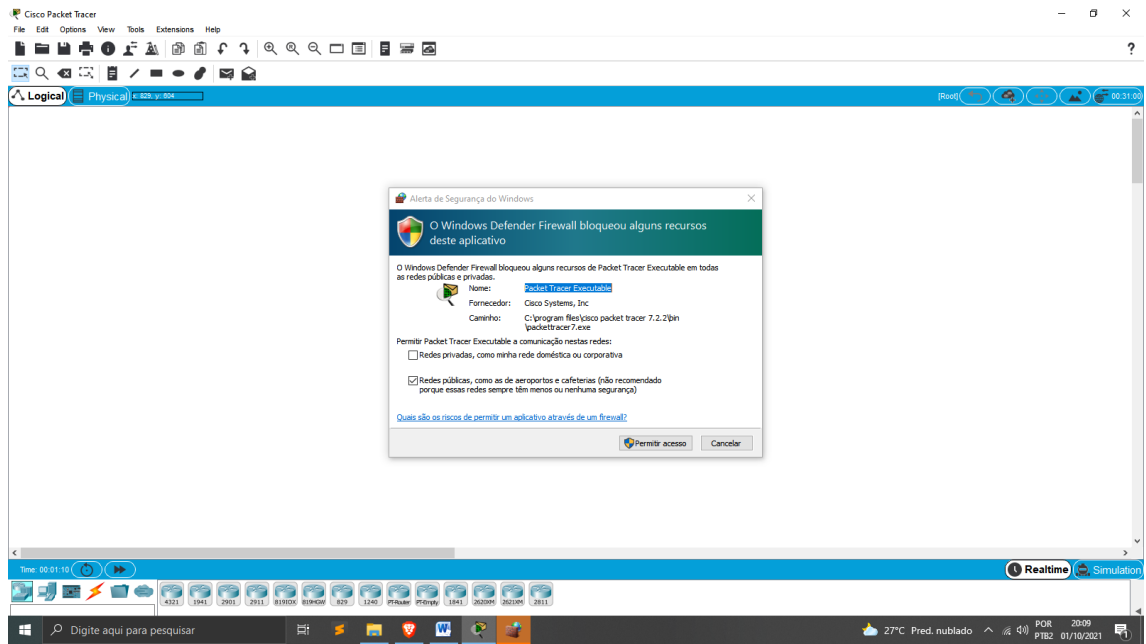 Cisco Packet Tracer
File Edit Options View Tools Extensions Help
?
Logical Physical x: 829, y: 604 [Root] 00:31:00
Alerta de Segurança do Windows
O Windows Defender Firewall bloqueou alguns recursos
deste aplicativo
O Windows Defender Firewall bloqueou alguns recursos de Packet Tracer Executable em todas
as redes públicas e privadas.
Nome: Packet Tracer Executable
Fornecedor: Cisco Systems, Inc
Caminho: C:\program files\cisco packet tracer 7.2.2\bin
\packettracer7.exe
Permitir Packet Tracer Executable a comunicação nestas redes:
Redes privadas, como minha rede doméstica ou corporativa
Redes públicas, como as de aeroportos e cafeterias (não recomendado
porque essas redes sempre têm menos ou nenhuma segurança)
Quais são os riscos de permitir um aplicativo através de um firewall?
Permitir acesso Cancelar
Time: 00:01:10 Realtime Simulation
4321 1941 2901 2911 819IOX 819HGW 829 1240 PT-Router PT-Empty 1841 2620XM 2621XM 2811
Digite aqui para pesquisar 27°C Pred. nublado POR 20:09
PTB2 01/10/2021